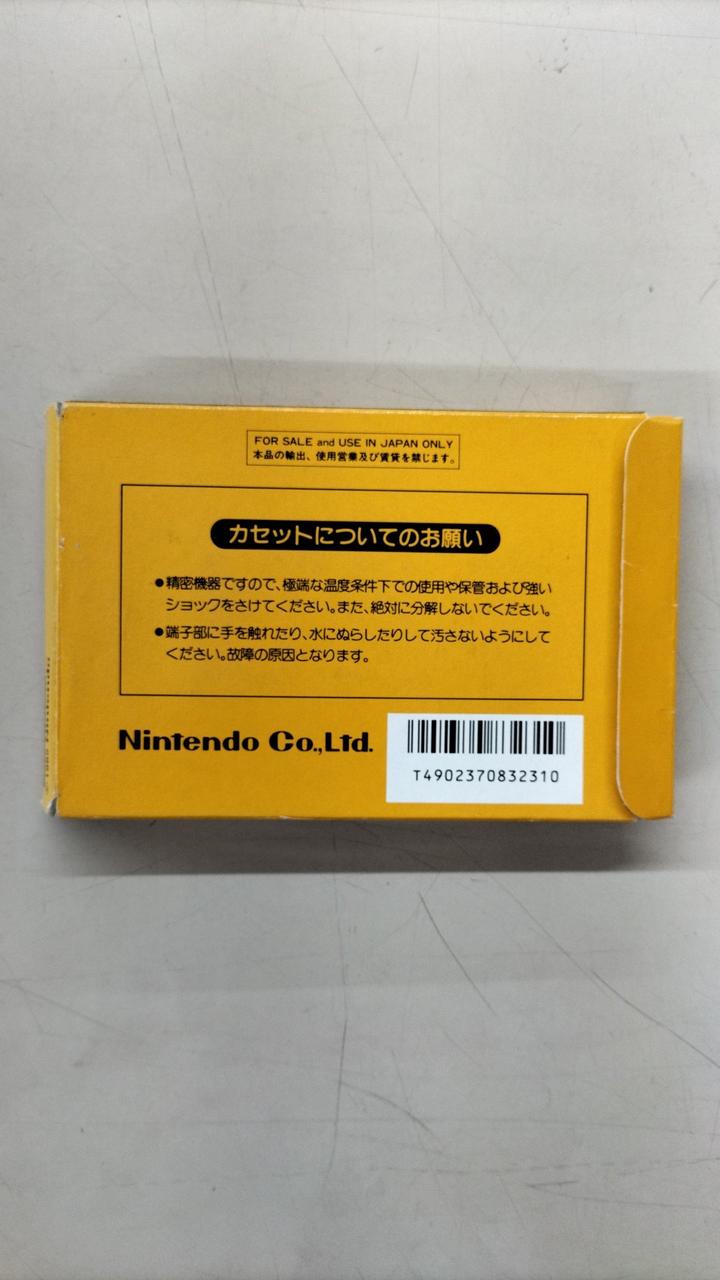 FOR SALE and USE IN JAPAN ONLY
本品の輸出、使用営業及び賃貸を禁じます。
カセットについてのお願い
●精密機器ですので、極端な温度条件下での使用や保管および強い
ショックをさけてください。また、絶対に分解しないでください。
●端子部に手を触れたり、水にぬらしたりして汚さないようにして
ください。故障の原因となります。
Nintendo Co.,Ltd.
T4902370832310